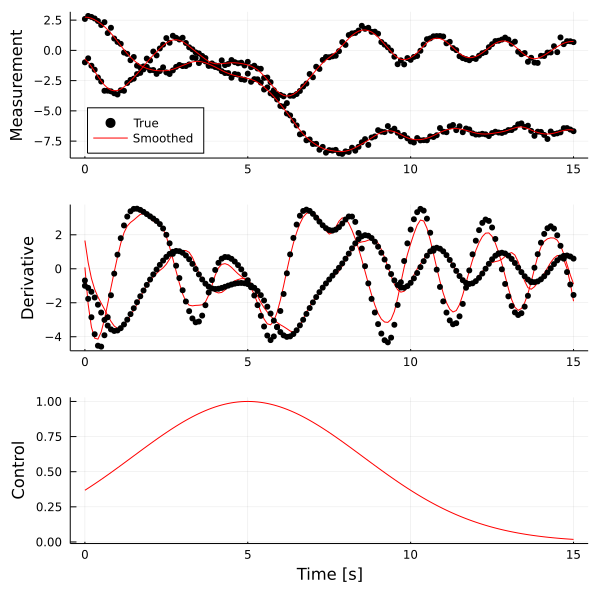 Measurement
2.5
0.0
−2.5
−5.0
−7.5
True
Smoothed
0 5 10 15
Derivative
2
0
−2
−4
0 5 10 15
Control
1.00
0.75
0.50
0.25
0.00
0 5 10 15
Time [s]